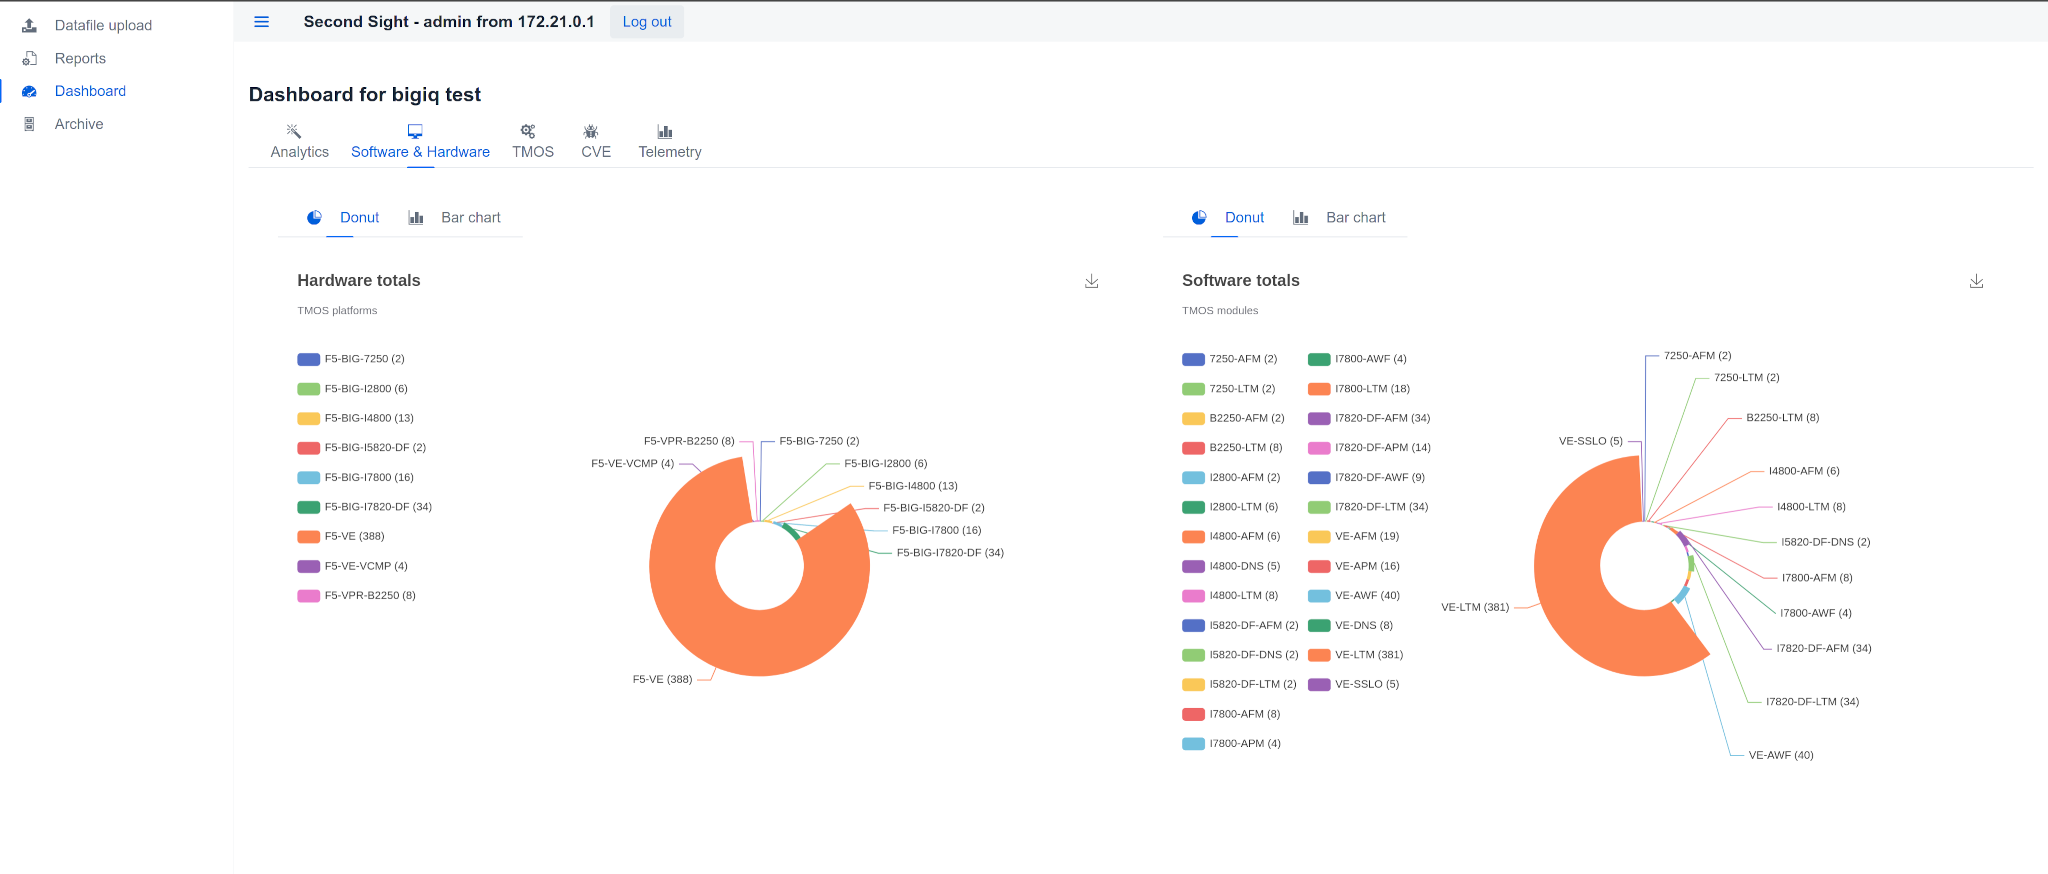 Datafile upload
Reports
Dashboard
Archive
Second Sight - admin from 172.21.0.1
Log out
Dashboard for bigiq test
Analytics
Software & Hardware
TMOS
CVE
Telemetry
Donut
Bar chart
Hardware totals
TMOS platforms
F5-BIG-7250 (2)
F5-BIG-I2800 (6)
F5-BIG-I4800 (13)
F5-BIG-I5820-DF (2)
F5-BIG-I7800 (16)
F5-BIG-I7820-DF (34)
F5-VE (388)
F5-VE-VCMP (4)
F5-VPR-B2250 (8)
F5-VPR-B2250 (8)
F5-VE-VCMP (4)
F5-BIG-7250 (2)
F5-BIG-I2800 (6)
F5-BIG-I4800 (13)
F5-BIG-I5820-DF (2)
F5-BIG-I7800 (16)
F5-BIG-I7820-DF (34)
F5-VE (388)
Donut
Bar chart
Software totals
TMOS modules
7250-AFM (2)
7250-LTM (2)
B2250-AFM (2)
B2250-LTM (8)
I2800-AFM (2)
I2800-LTM (6)
I4800-AFM (6)
I4800-DNS (5)
I4800-LTM (8)
I5820-DF-AFM (2)
I5820-DF-DNS (2)
I5820-DF-LTM (2)
I7800-AFM (8)
I7800-APM (4)
I7800-AWF (4)
I7800-LTM (18)
I7820-DF-AFM (34)
I7820-DF-APM (14)
I7820-DF-AWF (9)
I7820-DF-LTM (34)
VE-AFM (19)
VE-APM (16)
VE-AWF (40)
VE-DNS (8)
VE-LTM (381)
VE-SSLO (5)
7250-AFM (2)
7250-LTM (2)
B2250-LTM (8)
VE-SSLO (5)
I4800-AFM (6)
I4800-LTM (8)
I5820-DF-DNS (2)
I7800-AFM (8)
VE-LTM (381)
I7800-AWF (4)
I7820-DF-AFM (34)
I7820-DF-LTM (34)
VE-AWF (40)